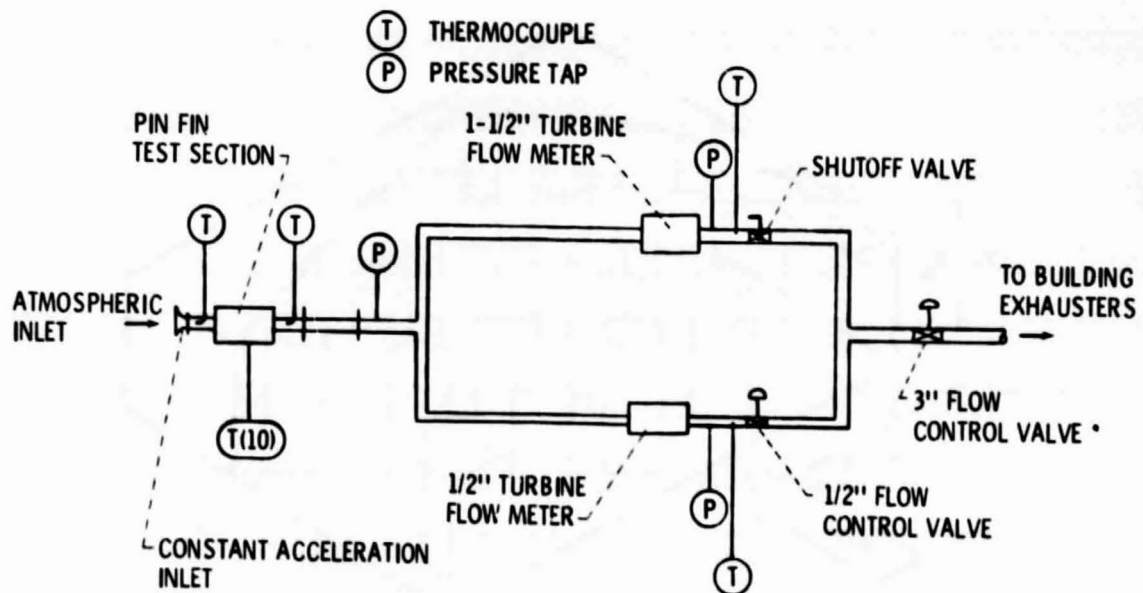 T THERMOCOUPLE
P PRESSURE TAP
PIN FIN
TEST SECTION
1-1/2" TURBINE
FLOW METER
T
P
SHUTOFF VALVE
T
T
P
ATMOSPHERIC
INLET
TO BUILDING
EXHAUSTERS
T(10)
3" FLOW
CONTROL VALVE
1/2" TURBINE
FLOW METER
P
1/2" FLOW
CONTROL VALVE
CONSTANT ACCELERATION
INLET
T